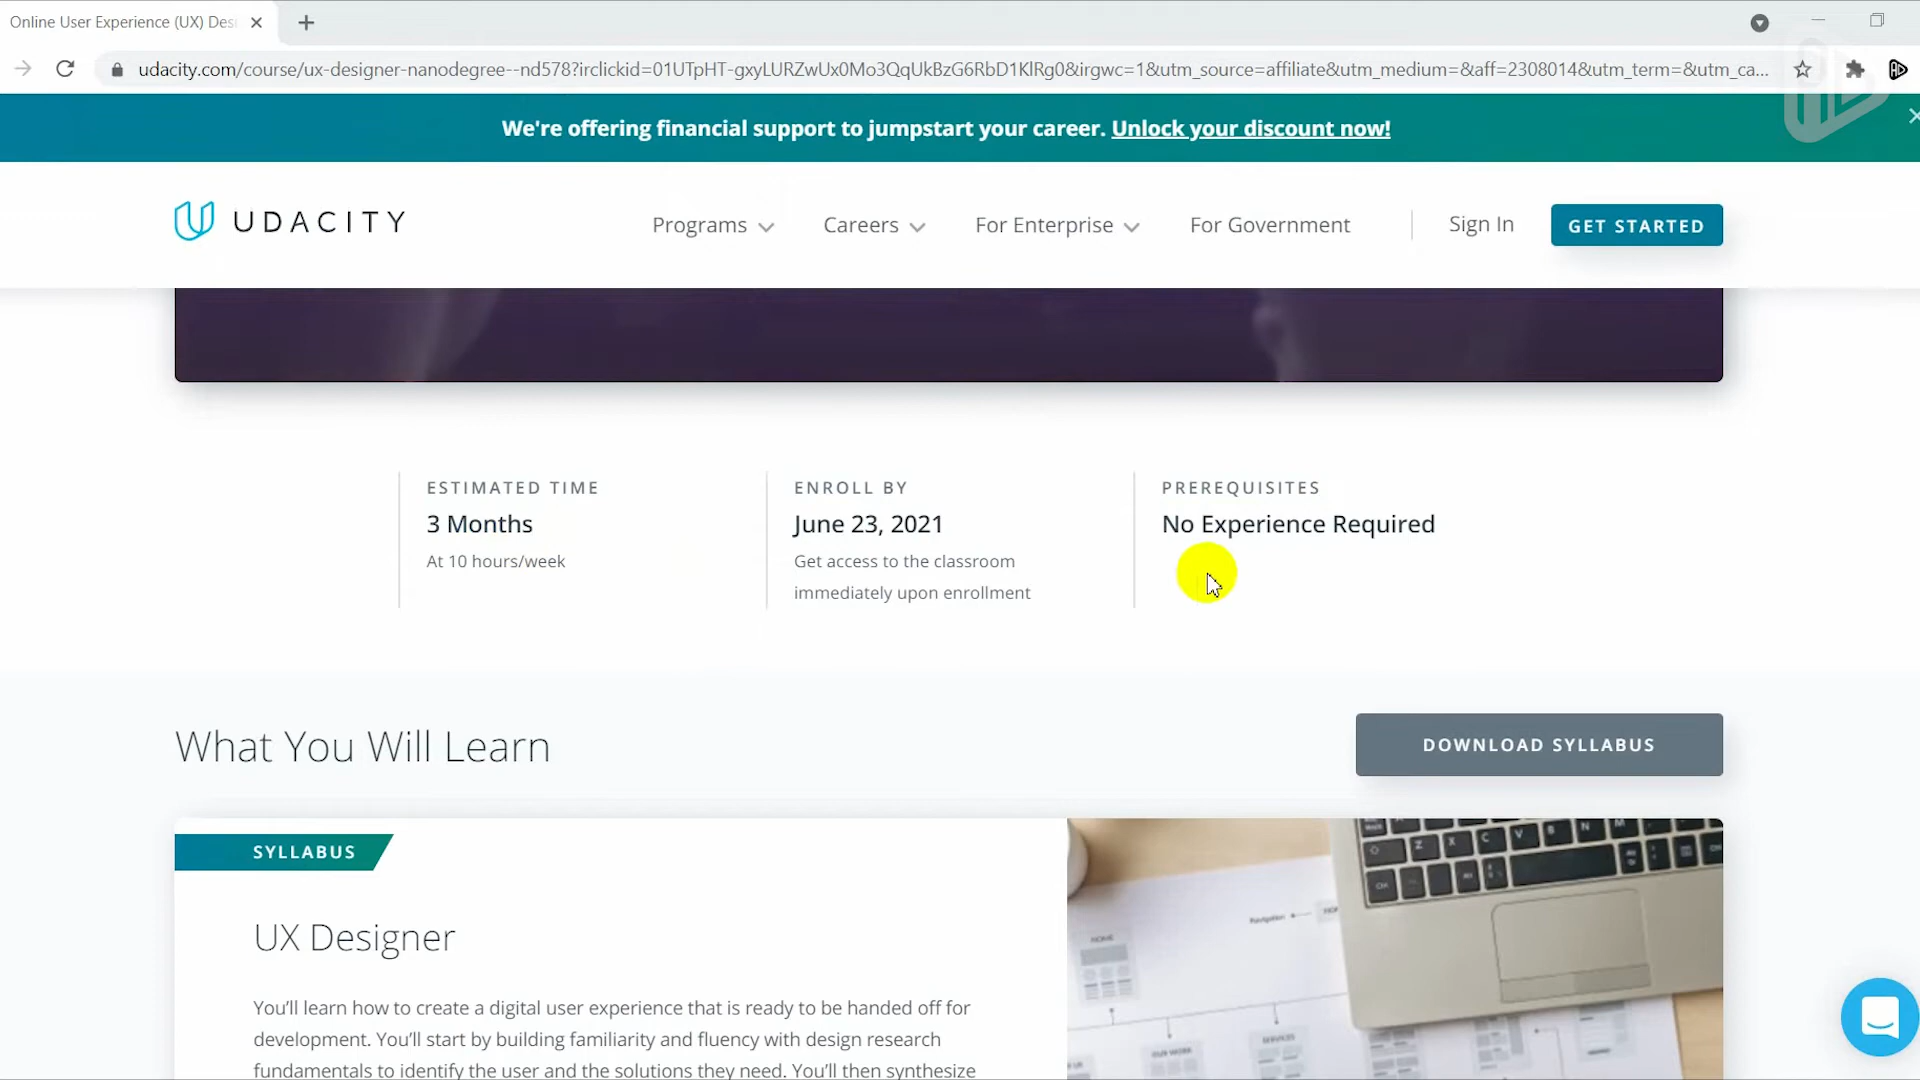 Online User Experience (UX) Des
udacity.com/course/ux-designer-nanodegree--nd578?irclickid=01UTpHT-gxyLURZwUx0Mo3QqUkBzG6RbD1KlRg0&irgwc=1&utm_source=affiliate&utm_medium=&aff=2308014&utm_term=&utm_ca...
We're offering financial support to jumpstart your career. Unlock your discount now!
UDACITY
Programs
Careers
For Enterprise
For Government
Sign In
GET STARTED
ESTIMATED TIME
3 Months
At 10 hours/week
ENROLL BY
June 23, 2021
Get access to the classroom
immediately upon enrollment
PREREQUISITES
No Experience Required
What You Will Learn
DOWNLOAD SYLLABUS
SYLLABUS
UX Designer
You'll learn how to create a digital user experience that is ready to be handed off for
development. You'll start by building familiarity and fluency with design research
fundamentals to identify the user and the solutions they need. You'll then synthesize
Navigation
HOME
OUR WORK
SERVICES